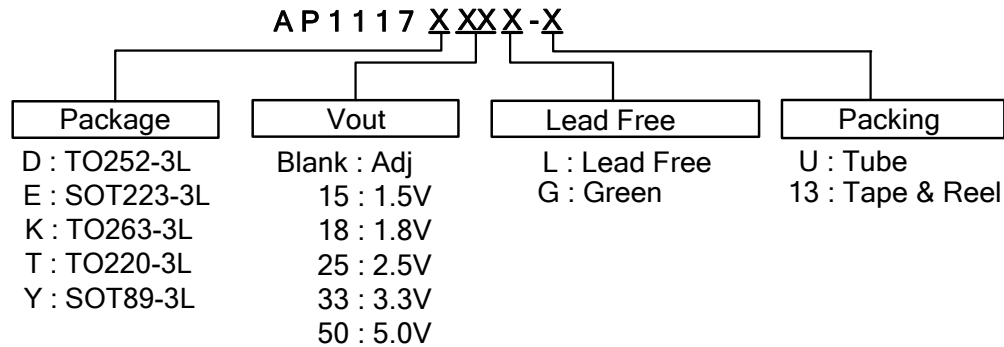 AP1117 X XX X - X
Package
D : TO252-3L
E : SOT223-3L
K : TO263-3L
T : TO220-3L
Y : SOT89-3L
Vout
Blank : Adj
15 : 1.5V
18 : 1.8V
25 : 2.5V
33 : 3.3V
50 : 5.0V
Lead Free
L : Lead Free
G : Green
Packing
U : Tube
13 : Tape & Reel